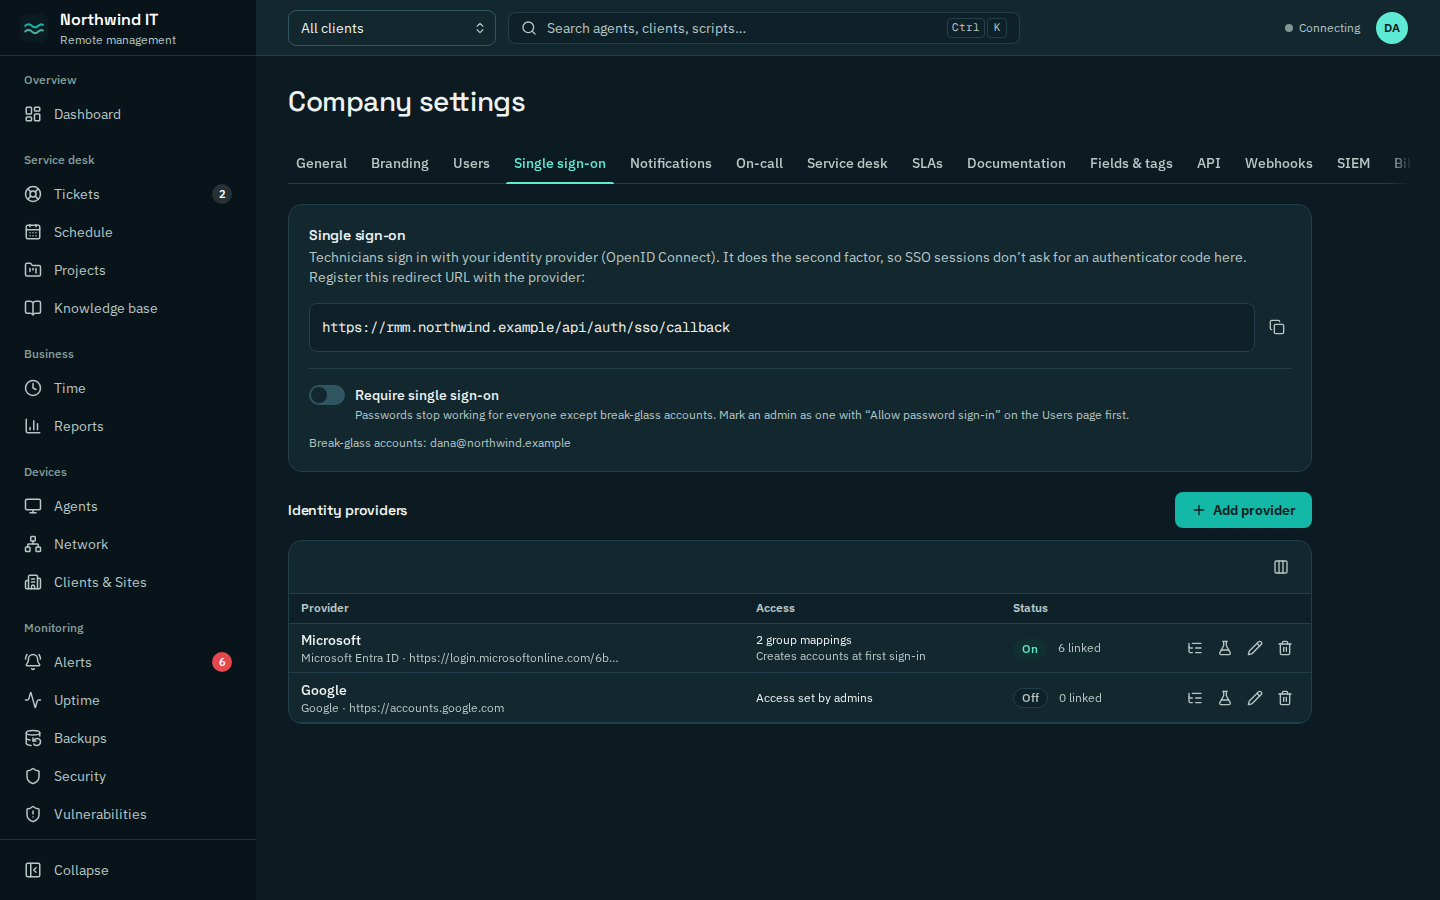 Northwind IT
Remote management
All clients
Search agents, clients, scripts...
Ctrl K
Connecting
DA
Overview
Dashboard
Service desk
Tickets 2
Schedule
Projects
Knowledge base
Business
Time
Reports
Devices
Agents
Network
Clients & Sites
Monitoring
Alerts 6
Uptime
Backups
Security
Vulnerabilities
Collapse
Company settings
General Branding Users Single sign-on Notifications On-call Service desk SLAs Documentation Fields & tags API Webhooks SIEM
Single sign-on
Technicians sign in with your identity provider (OpenID Connect). It does the second factor, so SSO sessions don’t ask for an authenticator code here.
Register this redirect URL with the provider:
https://rmm.northwind.example/api/auth/sso/callback
Require single sign-on
Passwords stop working for everyone except break-glass accounts. Mark an admin as one with “Allow password sign-in” on the Users page first.
Break-glass accounts: dana@northwind.example
Identity providers
Add provider
Provider Access Status
Microsoft
Microsoft Entra ID · https://login.microsoftonline.com/6b...
2 group mappings
Creates accounts at first sign-in
On 6 linked
Google
Google · https://accounts.google.com
Access set by admins
Off 0 linked